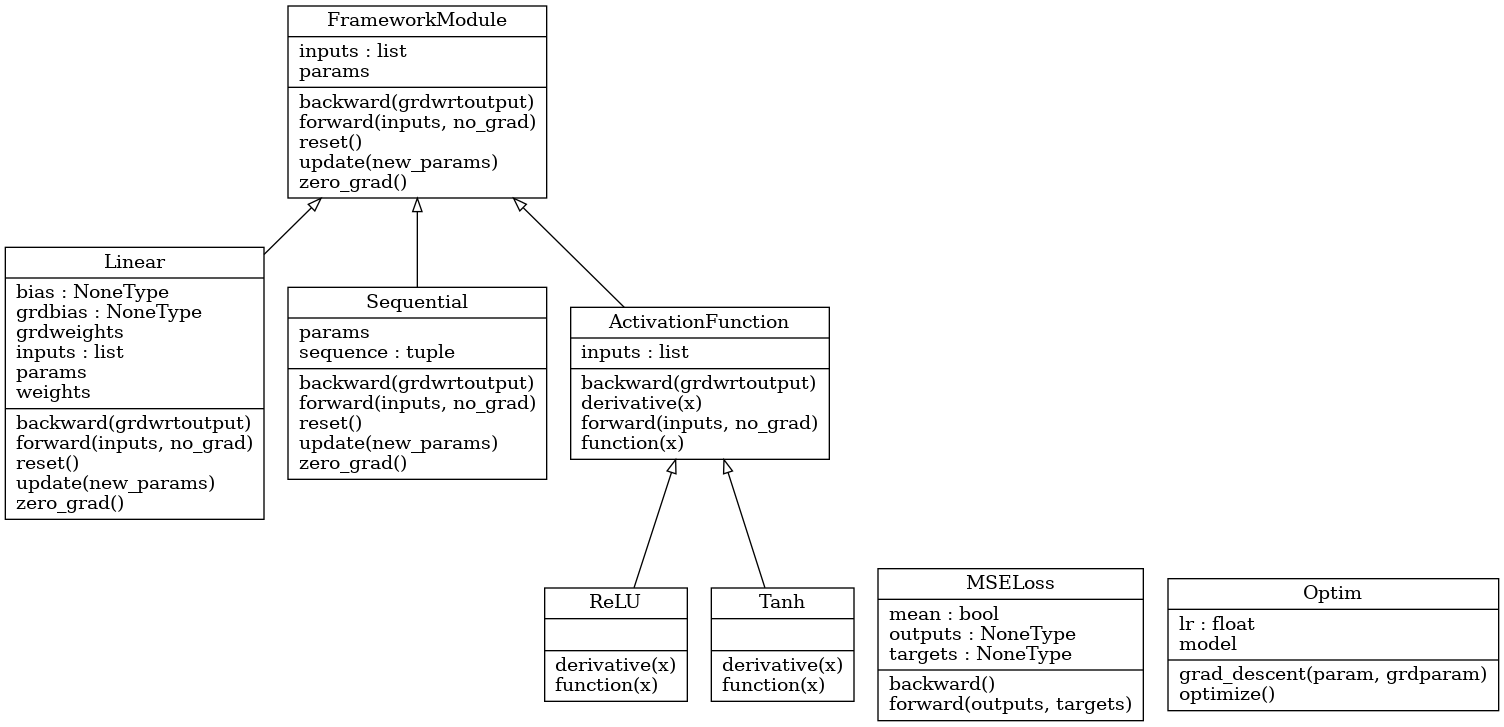 FrameworkModule
inputs : list
params
backward(grdwrtoutput)
forward(inputs, no_grad)
reset()
update(new_params)
zero_grad()
Linear
bias : NoneType
grdbias : NoneType
grdweights
inputs : list
params
weights
backward(grdwrtoutput)
forward(inputs, no_grad)
reset()
update(new_params)
zero_grad()
Sequential
params
sequence : tuple
backward(grdwrtoutput)
forward(inputs, no_grad)
reset()
update(new_params)
zero_grad()
ActivationFunction
inputs : list
backward(grdwrtoutput)
derivative(x)
forward(inputs, no_grad)
function(x)
ReLU
derivative(x)
function(x)
Tanh
derivative(x)
function(x)
MSELoss
mean : bool
outputs : NoneType
targets : NoneType
backward()
forward(outputs, targets)
Optim
lr : float
model
grad_descent(param, grdparam)
optimize()